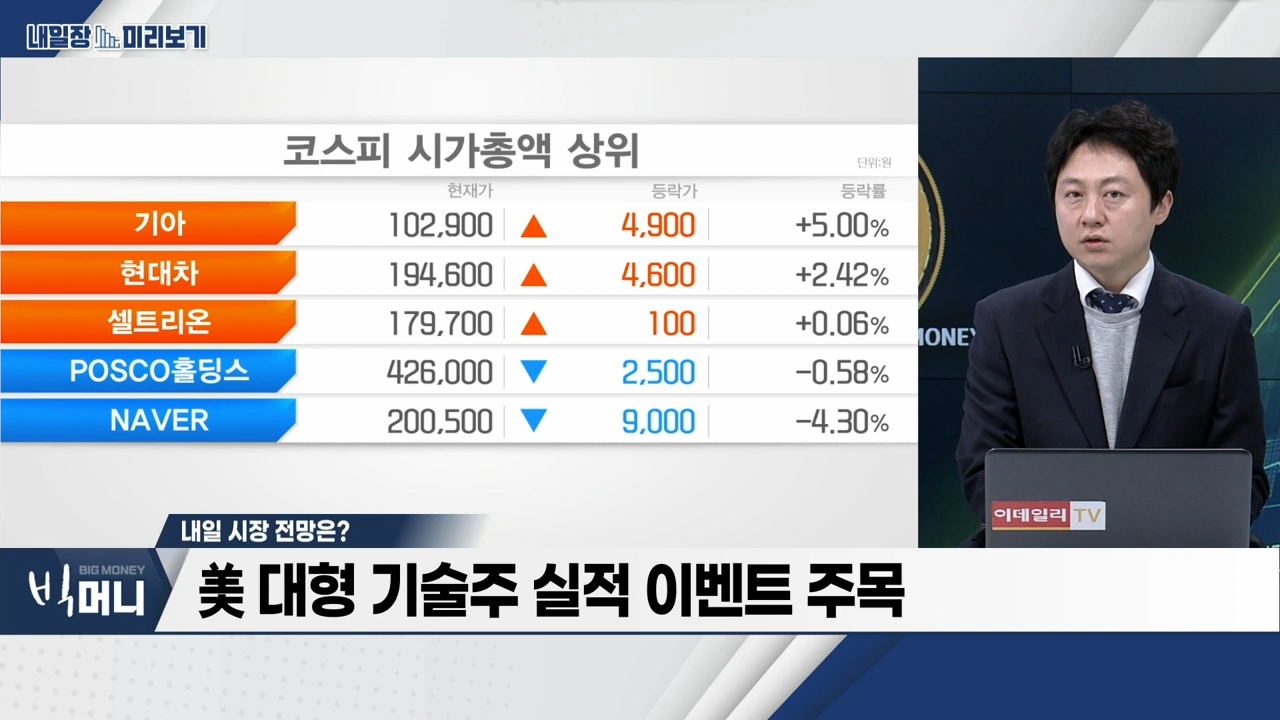 내일장 미리보기
코스피 시가총액 상위
단위:원
현재가 등락가 등락률
기아 102,900 ▲ 4,900 +5.00%
현대차 194,600 ▲ 4,600 +2.42%
셀트리온 179,700 ▲ 100 +0.06%
POSCO홀딩스 426,000 ▼ 2,500 -0.58%
NAVER 200,500 ▼ 9,000 -4.30%
MONEY
이데일리TV
내일 시장 전망은?
BIG MONEY
빅머니
美 대형 기술주 실적 이벤트 주목